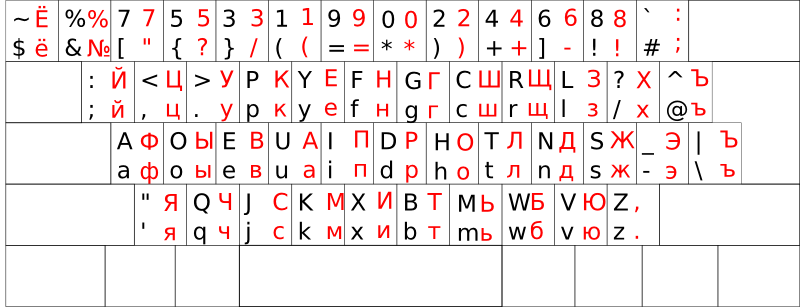 ~ Ё % % 7 7 5 5 3 3 1 1 9 9 0 0 2 2 4 4 6 6 8 8 ` :
$ ё & № [ " { ? } / ( ( = = * * ) ) + + ] - ! ! # ;
: Й < Ц > У P К Y Е F Н G Г C Ш R Щ L З ? Х ^ Ъ
; й , ц . у p к y е f н g г c ш r щ l з / х @ ъ
A Ф O Ы E В U А I П D Р H О T Л N Д S Ж _ Э | Ъ
a ф o ы e в u а i п d р h о t л n д s ж - э \ ъ
" Я Q Ч J С K М X И B Т M Ь W Б V Ю Z ,
' я q ч j с k м x и b т m ь w б v ю z .